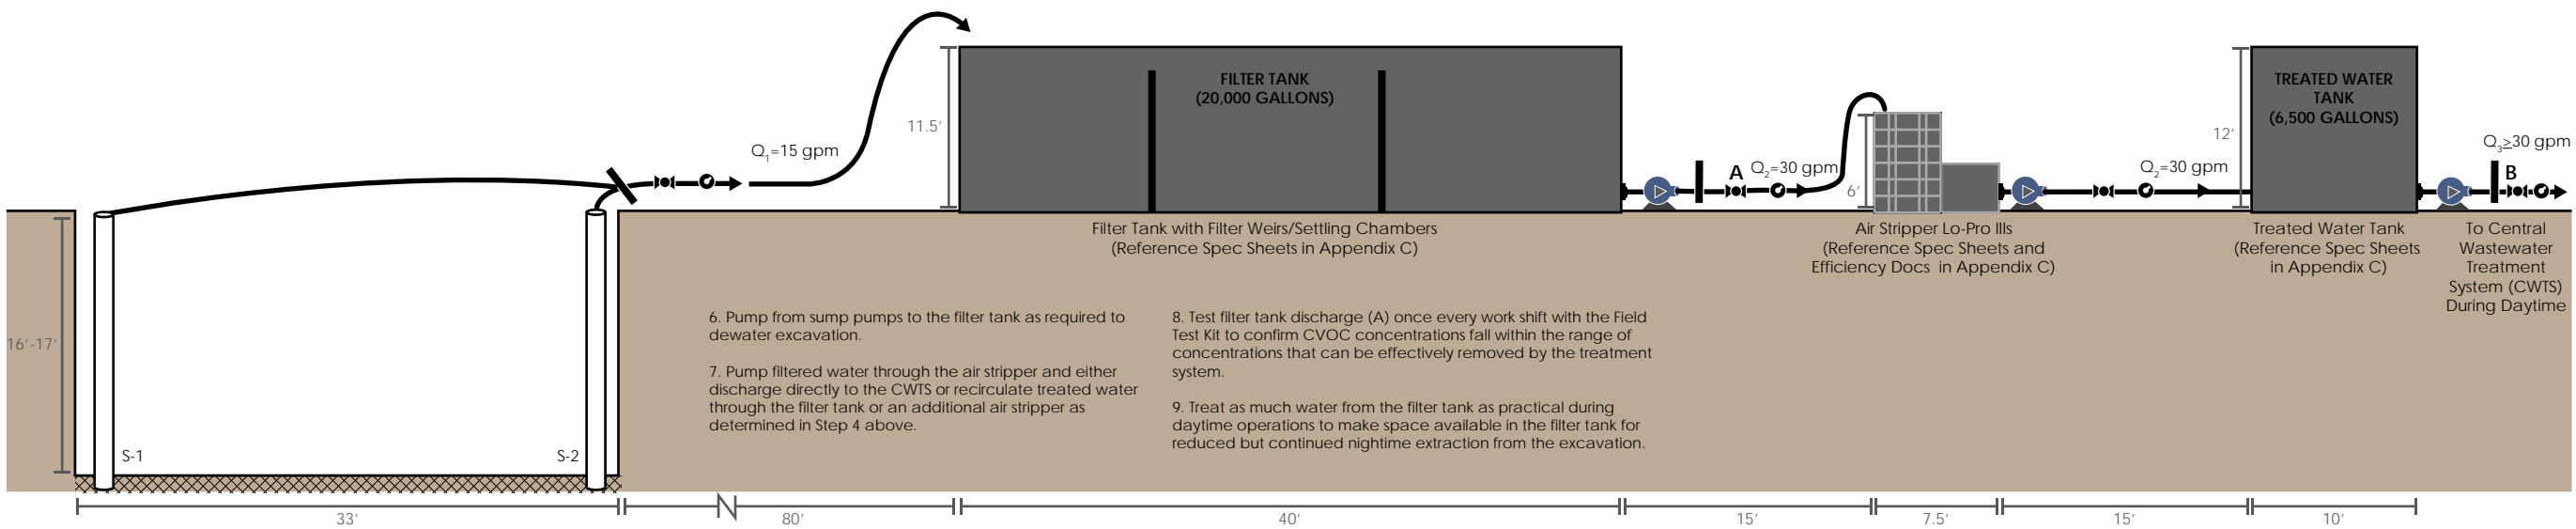 FILTER TANK
(20,000 GALLONS)
TREATED WATER
TANK
(6,500 GALLONS)
11.5'
12'
Q1=15 gpm
A
Q2=30 gpm
6'
Q2=30 gpm
Q3≥30 gpm
B
Filter Tank with Filter Weirs/Settling Chambers
(Reference Spec Sheets in Appendix C)
Air Stripper Lo-Pro IIIs
(Reference Spec Sheets and
Efficiency Docs in Appendix C)
Treated Water Tank
(Reference Spec Sheets
in Appendix C)
To Central
Wastewater
Treatment
System (CWTS)
During Daytime
16'-17'
S-1
S-2
6. Pump from sump pumps to the filter tank as required to
dewater excavation.
7. Pump filtered water through the air stripper and either
discharge directly to the CWTS or recirculate treated water
through the filter tank or an additional air stripper as
determined in Step 4 above.
8. Test filter tank discharge (A) once every work shift with the Field
Test Kit to confirm CVOC concentrations fall within the range of
concentrations that can be effectively removed by the treatment
system.
9. Treat as much water from the filter tank as practical during
daytime operations to make space available in the filter tank for
reduced but continued nightime extraction from the excavation.
33'
N
80'
40'
15'
7.5'
15'
10'